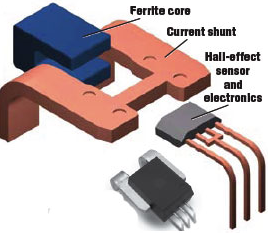 Ferrite core
Current shunt
Hall-effect
sensor
and
electronics